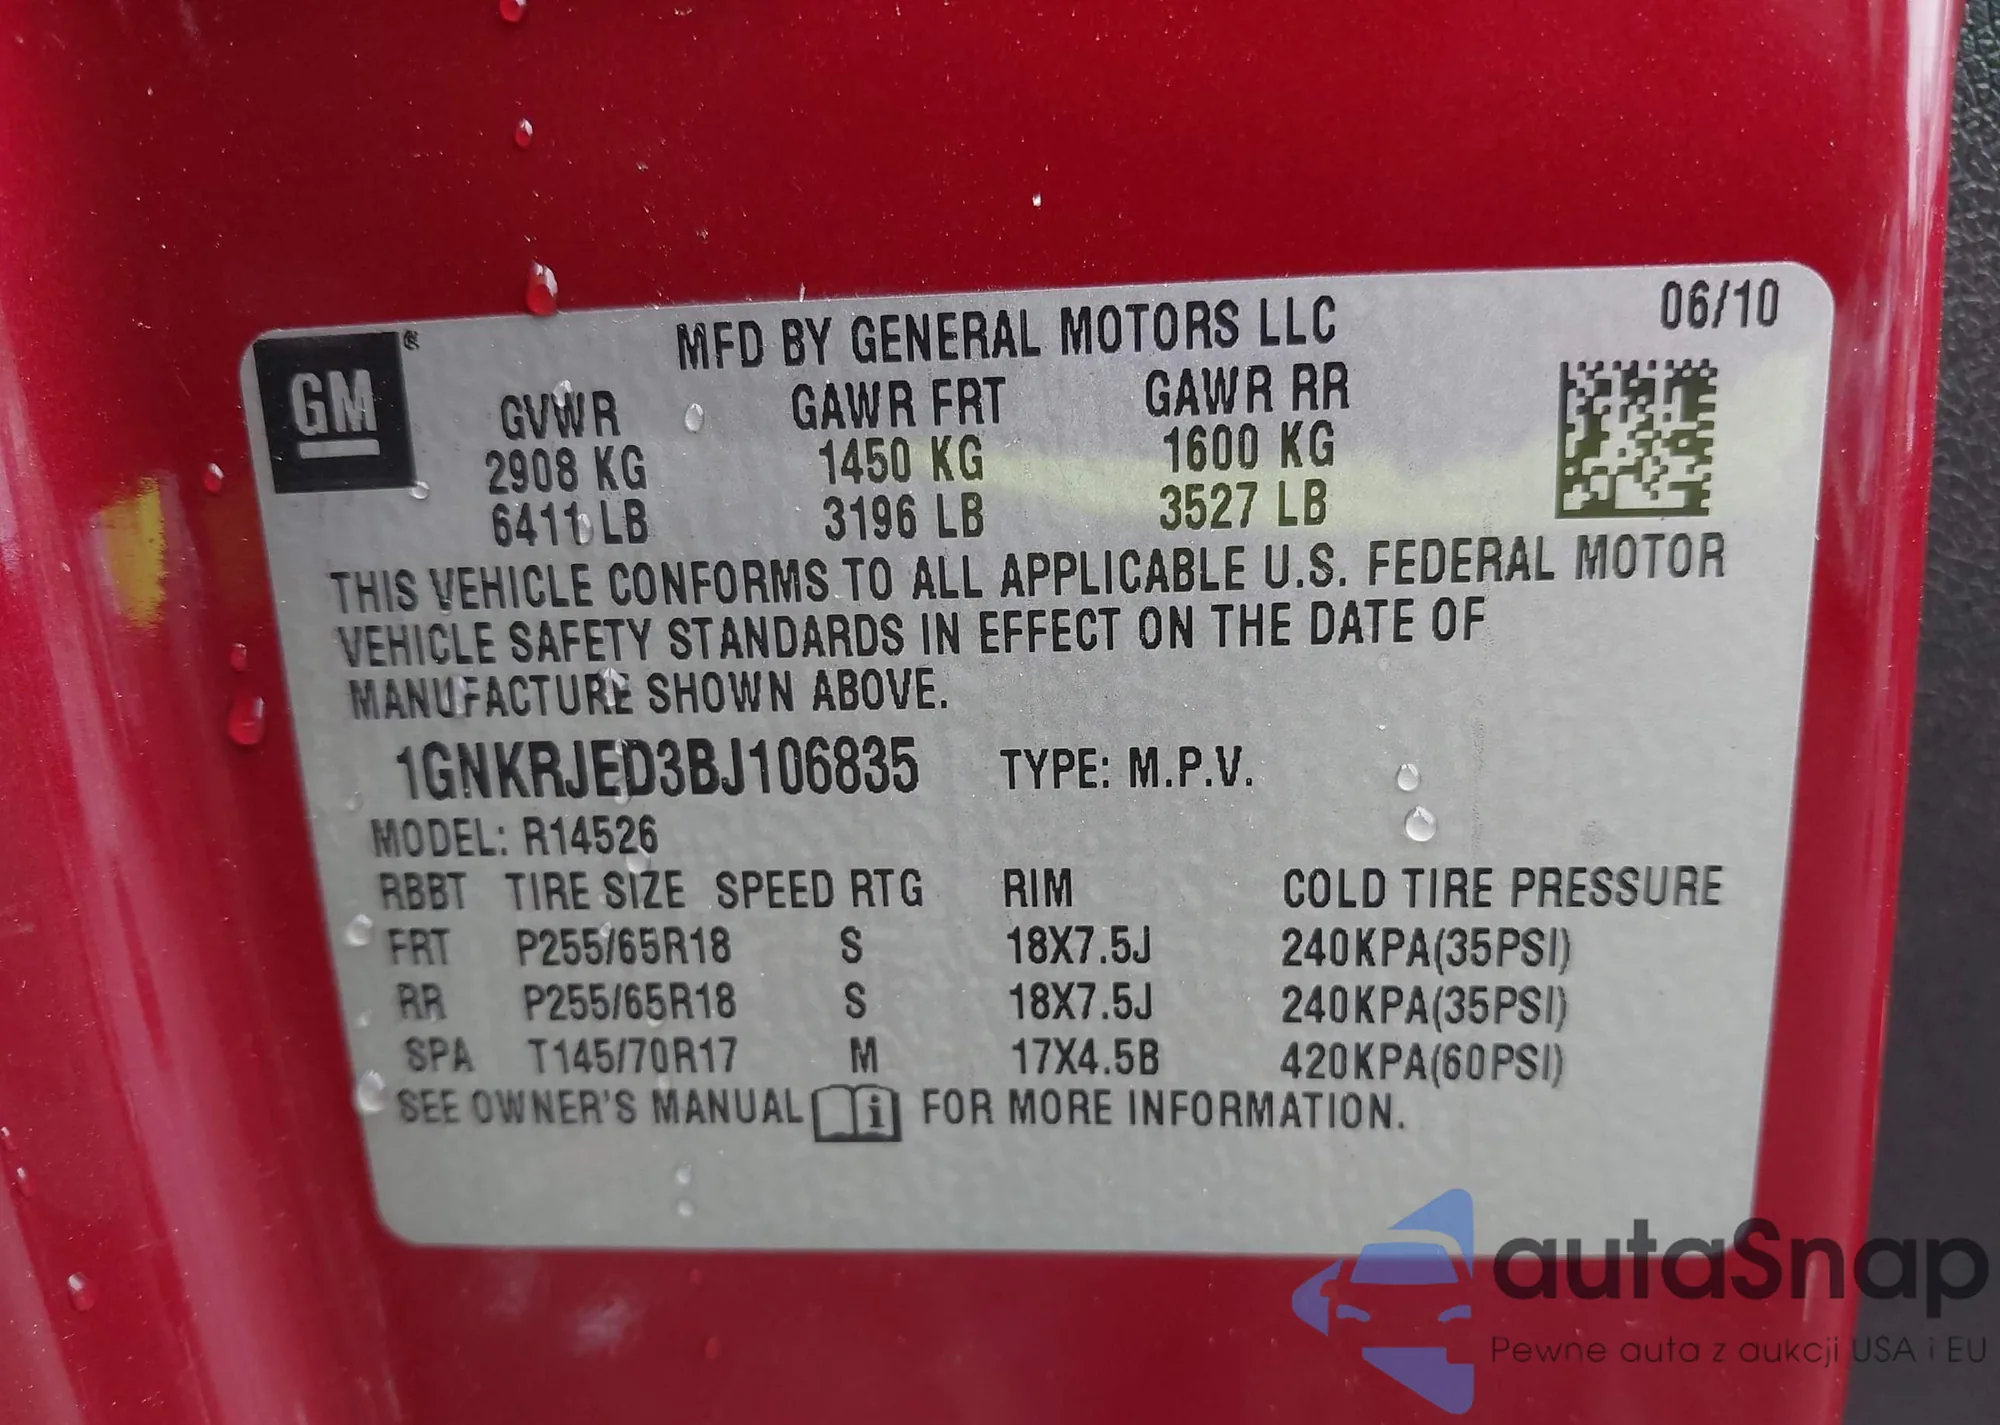 GM ®
MFD BY GENERAL MOTORS LLC 06/10
GVWR GAWR FRT GAWR RR
2908 KG 1450 KG 1600 KG
6411 LB 3196 LB 3527 LB
THIS VEHICLE CONFORMS TO ALL APPLICABLE U.S. FEDERAL MOTOR
VEHICLE SAFETY STANDARDS IN EFFECT ON THE DATE OF
MANUFACTURE SHOWN ABOVE.
1GNKRJED3BJ106835 TYPE: M.P.V.
MODEL: R14526
RBBT TIRE SIZE SPEED RTG RIM COLD TIRE PRESSURE
FRT P255/65R18 S 18X7.5J 240KPA(35PSI)
RR P255/65R18 S 18X7.5J 240KPA(35PSI)
SPA T145/70R17 M 17X4.5B 420KPA(60PSI)
SEE OWNER'S MANUAL i FOR MORE INFORMATION.
autaSnap
Pewne auta z aukcji USA i EU